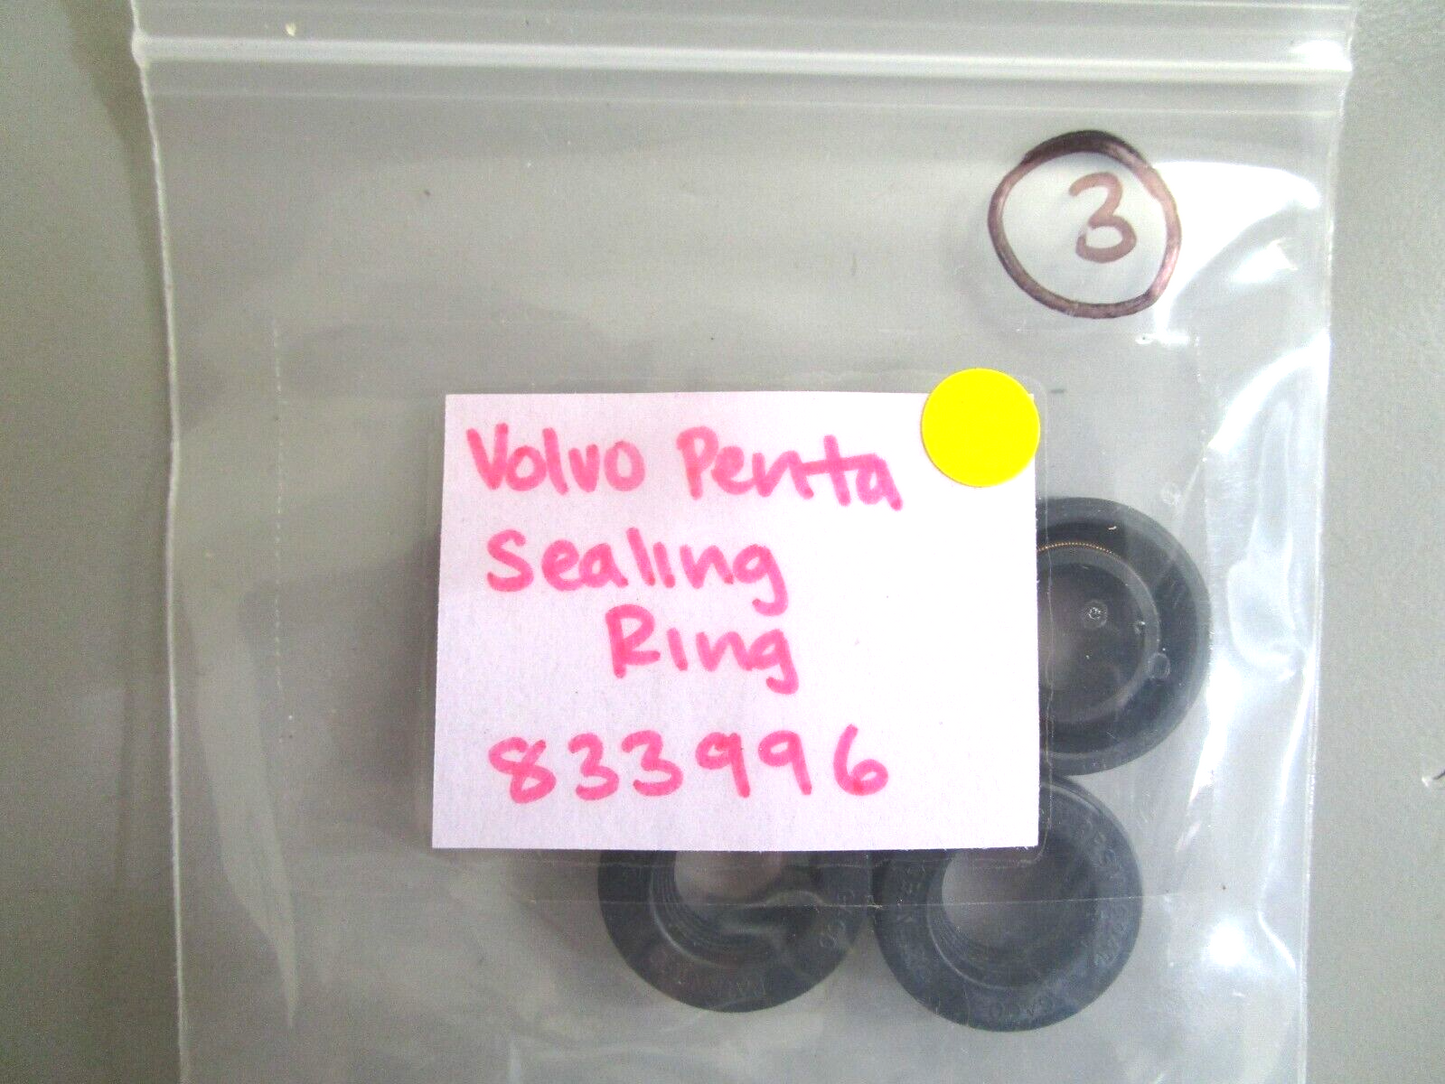 3
Volvo Penta
Sealing
Ring
833996